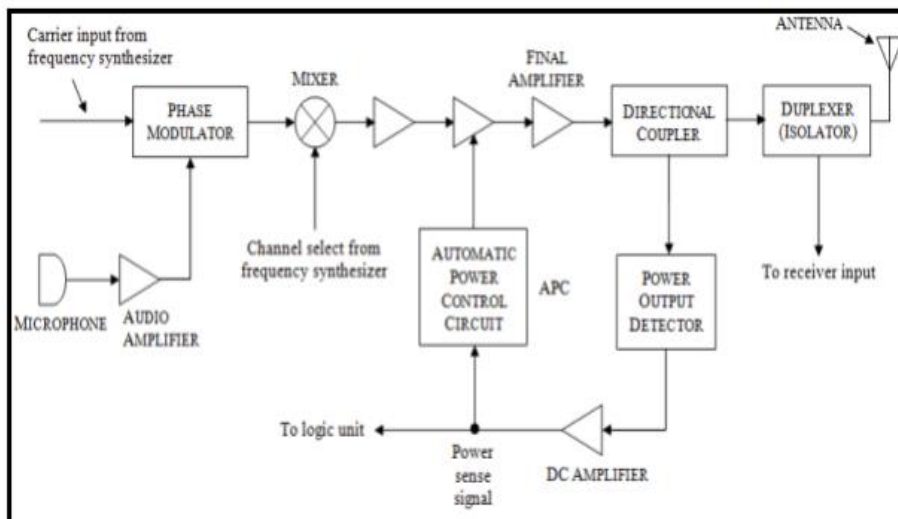 ANTENNA
Carrier input from
frequency synthesizer
MIXER
FINAL
AMPLIFIER
PHASE
MODULATOR
DIRECTIONAL
COUPLER
DUPLEXER
(ISOLATOR)
Channel select from
frequency synthesizer
To receiver input
MICROPHONE
AUDIO
AMPLIFIER
AUTOMATIC
POWER
CONTROL
CIRCUIT
APC
POWER
OUTPUT
DETECTOR
To logic unit
Power
sense
signal
DC AMPLIFIER